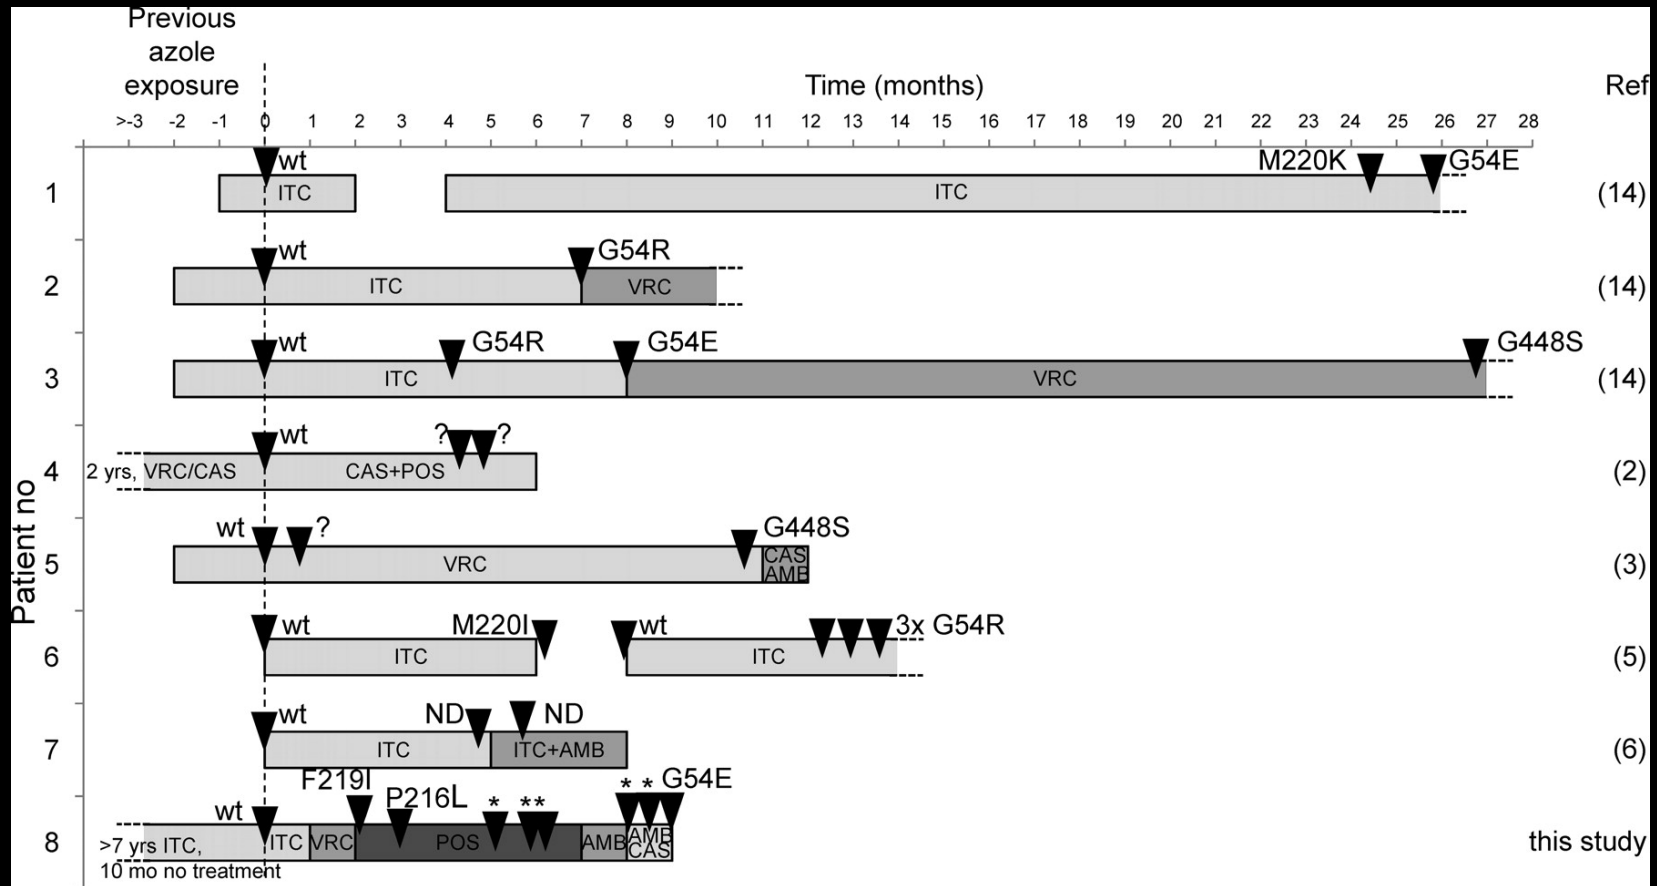 Previous
azole
exposure
Time (months)
Ref
>-3 -2 -1 0 1 2 3 4 5 6 7 8 9 10 11 12 13 14 15 16 17 18 19 20 21 22 23 24 25 26 27 28
Patient no
wt M220K G54E
1 ITC ITC (14)
wt G54R
2 ITC VRC (14)
wt G54R G54E G448S
3 ITC VRC (14)
wt ? ?
4 2 yrs, VRC/CAS CAS+POS (2)
wt ? G448S
5 VRC CAS (3)
AMB
wt M220I wt 3x G54R
6 ITC ITC (5)
wt ND ND
7 ITC ITC+AMB (6)
F219I * * G54E
wt P216L * **
8 >7 yrs ITC, ITC VRC POS AMB AMB this study
CAS
10 mo no treatment